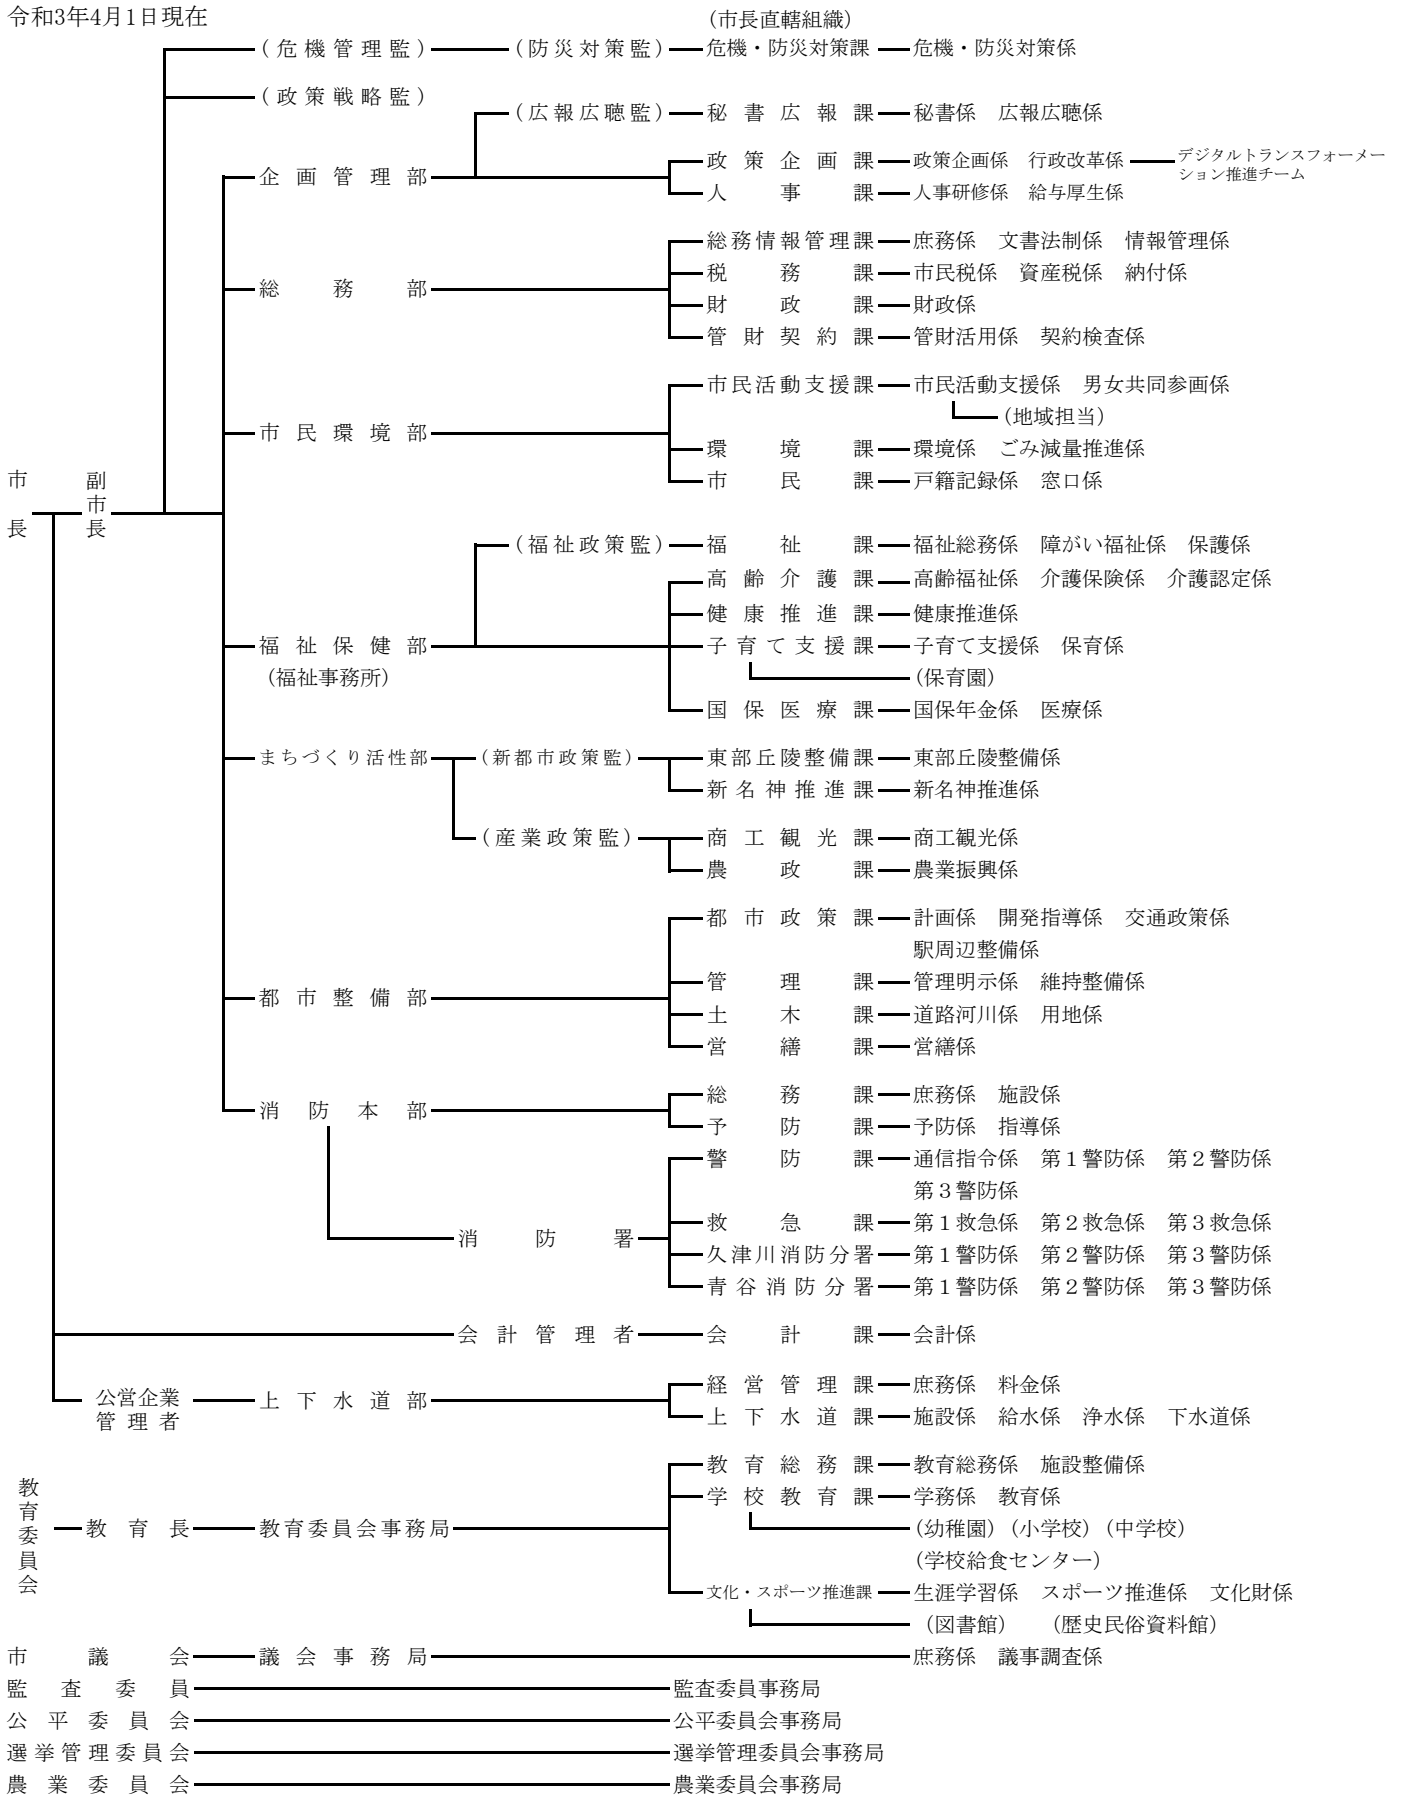 令和3年4月1日現在
(市長直轄組織)
(危機管理監) (防災対策監) 危機・防災対策課 危機・防災対策係
(政策戦略監)
(広報広聴監) 秘書広報課 秘書係 広報広聴係
政策企画課 政策企画係 行政改革係 デジタルトランスフォーメー
ション推進チーム
企画管理部
人事課 人事研修係 給与厚生係
総務情報管理課 庶務係 文書法制係 情報管理係
税務課 市民税係 資産税係 納付係
総務部
財政課 財政係
管財契約課 管財活用係 契約検査係
市民活動支援課 市民活動支援係 男女共同参画係
(地域担当)
市民環境部
環境課 環境係 ごみ減量推進係
市民課 戸籍記録係 窓口係
市長 副市長
(福祉政策監) 福祉課 福祉総務係 障がい福祉係 保護係
高齢介護課 高齢福祉係 介護保険係 介護認定係
健康推進課 健康推進係
福祉保健部 子育て支援課 子育て支援係 保育係
(福祉事務所) (保育園)
国保医療課 国保年金係 医療係
まちづくり活性部 (新都市政策監) 東部丘陵整備課 東部丘陵整備係
新名神推進課 新名神推進係
(産業政策監) 商工観光課 商工観光係
農政課 農業振興係
都市政策課 計画係 開発指導係 交通政策係
駅周辺整備係
管理課 管理明示係 維持整備係
都市整備部
土木課 道路河川係 用地係
営繕課 営繕係
総務課 庶務係 施設係
消防本部
予防課 予防係 指導係
警防課 通信指令係 第1警防係 第2警防係
第3警防係
救急課 第1救急係 第2救急係 第3救急係
消防署
久津川消防分署 第1警防係 第2警防係 第3警防係
青谷消防分署 第1警防係 第2警防係 第3警防係
会計管理者 会計課 会計係
経営管理課 庶務係 料金係
公営企業 上下水道部
管理者
上下水道課 施設係 給水係 浄水係 下水道係
教育総務課 教育総務係 施設整備係
学校教育課 学務係 教育係
教育委員会 教育長 教育委員会事務局 (幼稚園)(小学校)(中学校)
(学校給食センター)
文化・スポーツ推進課 生涯学習係 スポーツ推進係 文化財係
(図書館) (歴史民俗資料館)
市議会 議会事務局 庶務係 議事調査係
監査委員 監査委員事務局
公平委員会 公平委員会事務局
選挙管理委員会 選挙管理委員会事務局
農業委員会 農業委員会事務局